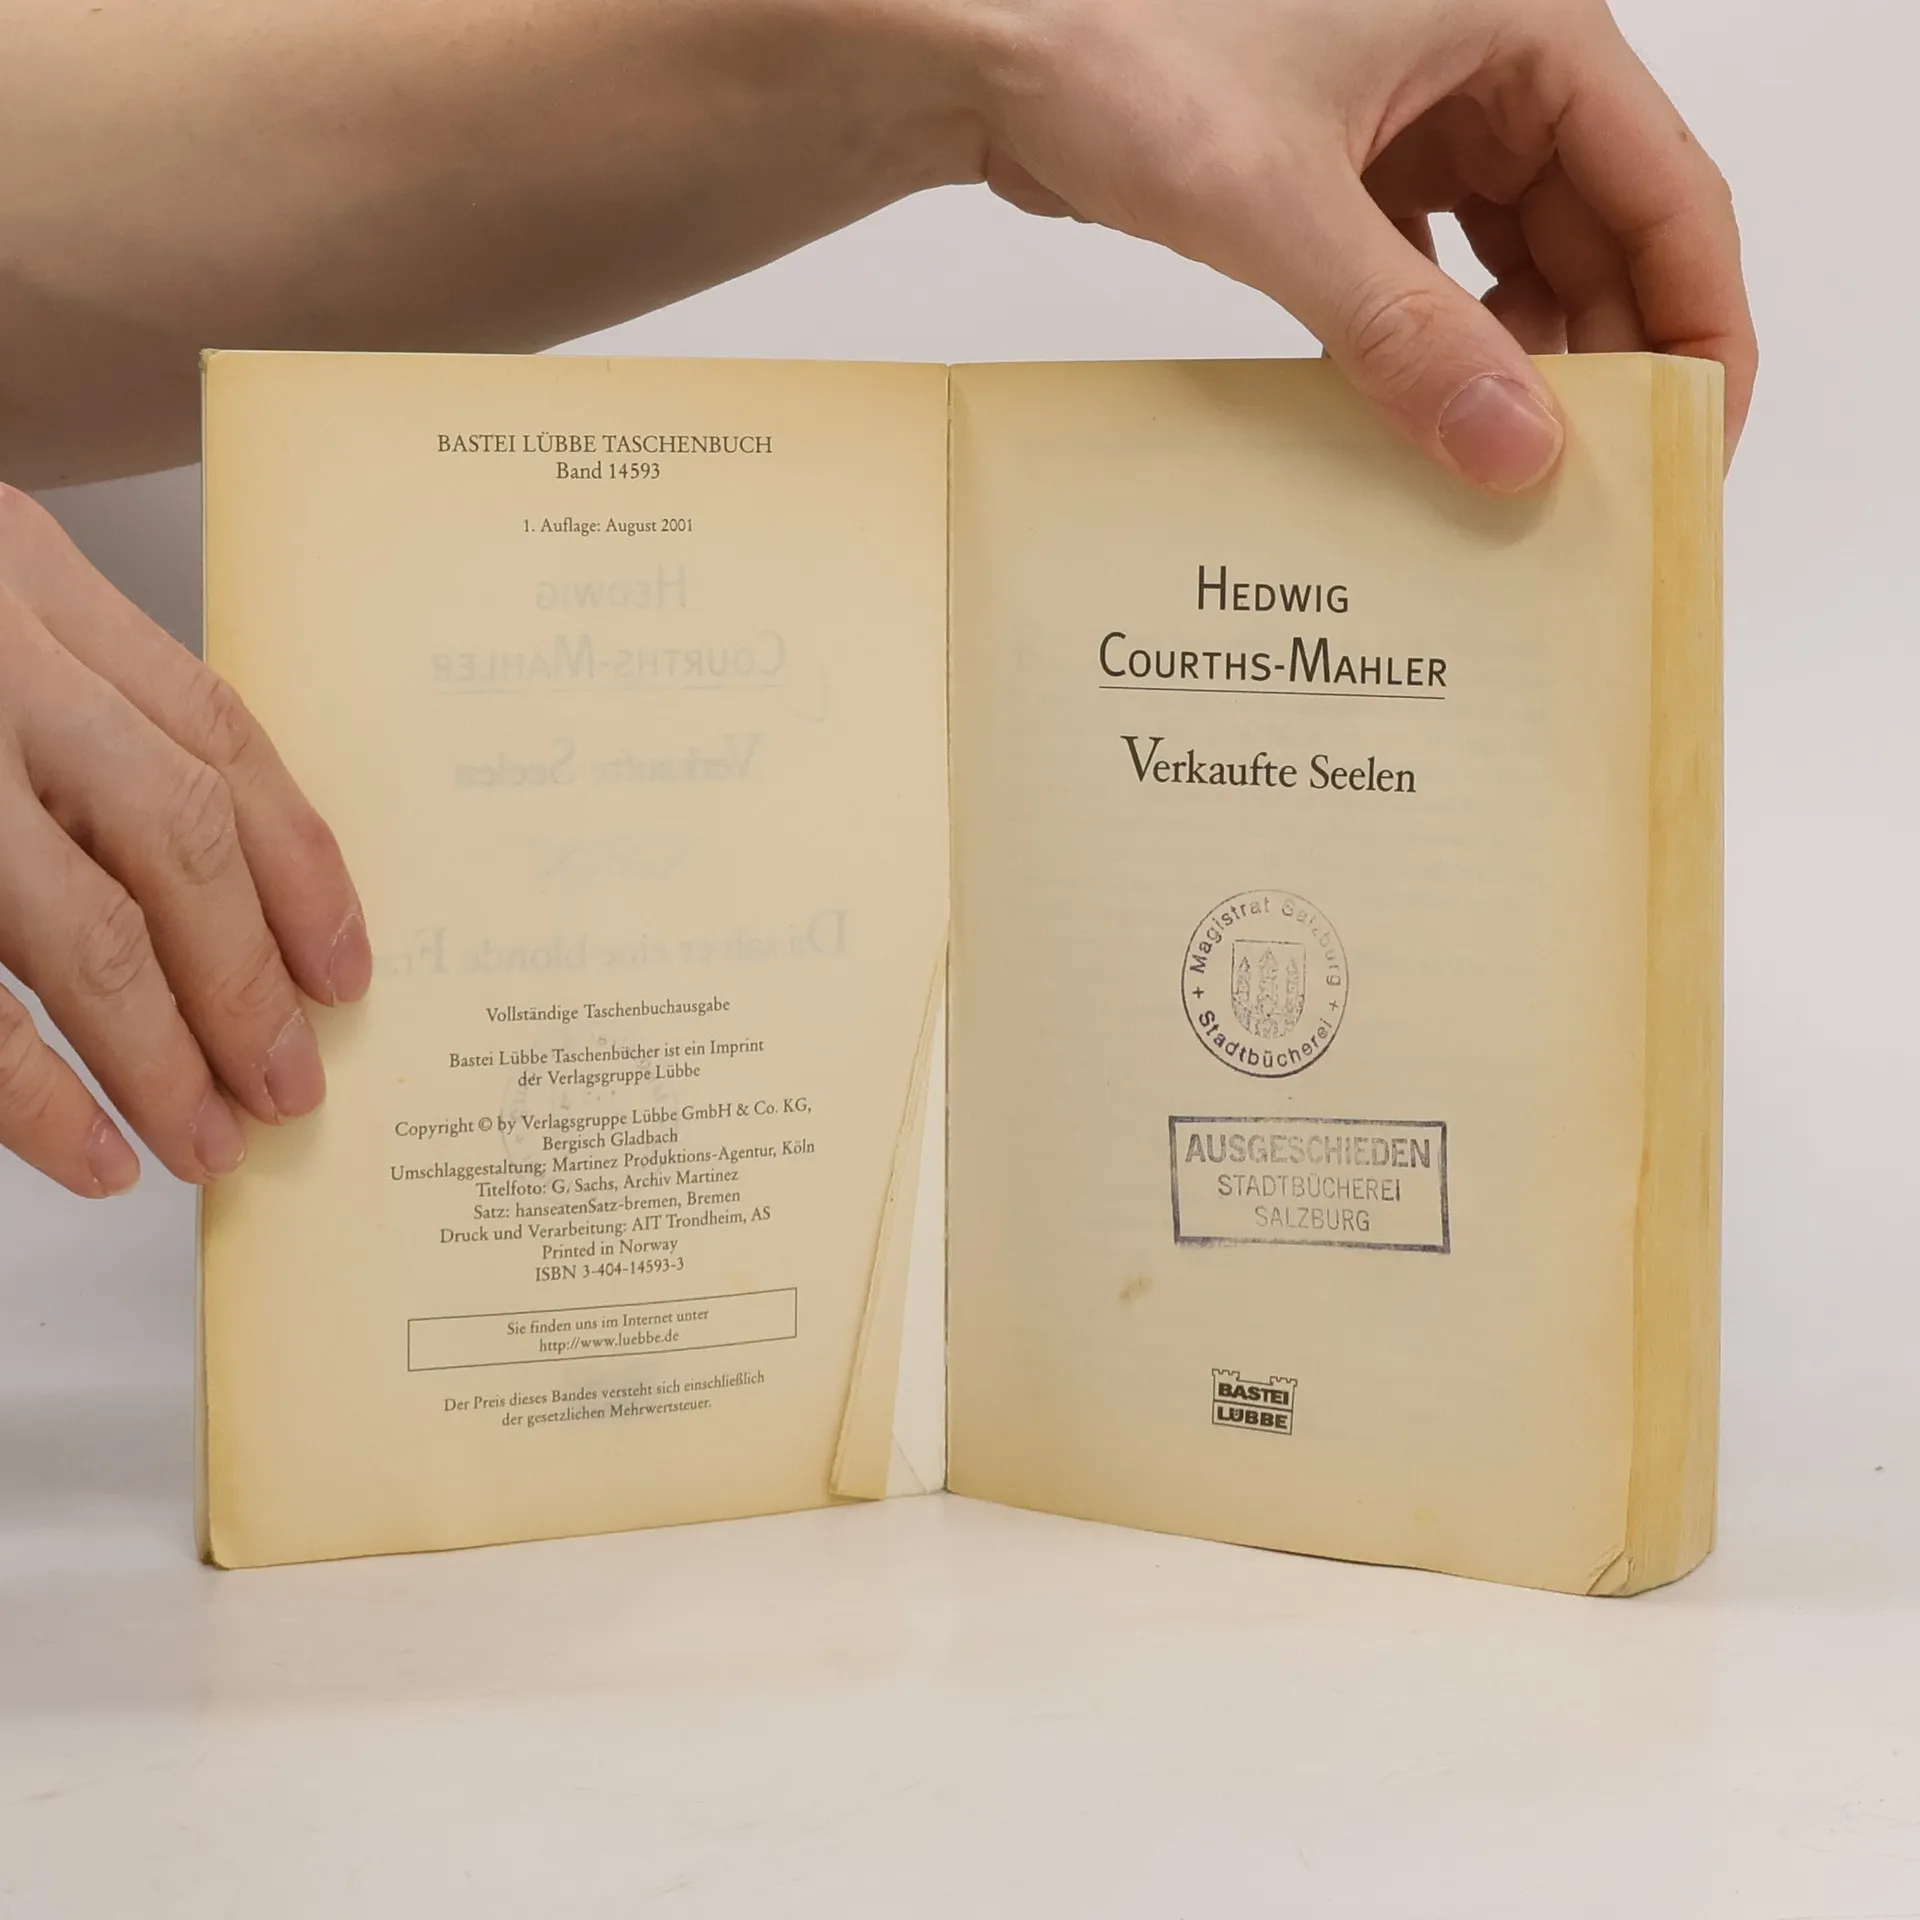 BASTEI LÜBBE TASCHENBUCH
Band 14593
1. Auflage: August 2001
Vollständige Taschenbuchausgabe
Bastei Lübbe Taschenbücher ist ein Imprint
der Verlagsgruppe Lübbe
Copyright © by Verlagsgruppe Lübbe GmbH & Co. KG,
Bergisch Gladbach
Umschlaggestaltung: Martinez Produktions-Agentur, Köln
Titelfoto: G. Sachs, Archiv Martinez
Satz: hanseatenSatz-bremen, Bremen
Druck und Verarbeitung: AIT Trondheim, AS
Printed in Norway
ISBN 3-404-14593-3
Sie finden uns im Internet unter
http://www.luebbe.de
Der Preis dieses Bandes versteht sich einschließlich
der gesetzlichen Mehrwertsteuer.
HEDWIG
COURTHS-MAHLER
Verkaufte Seelen
+ Magistrat Salzburg +
Stadtbücherei
AUSGESCHIEDEN
STADTBÜCHEREI
SALZBURG
BASTEI
LÜBBE